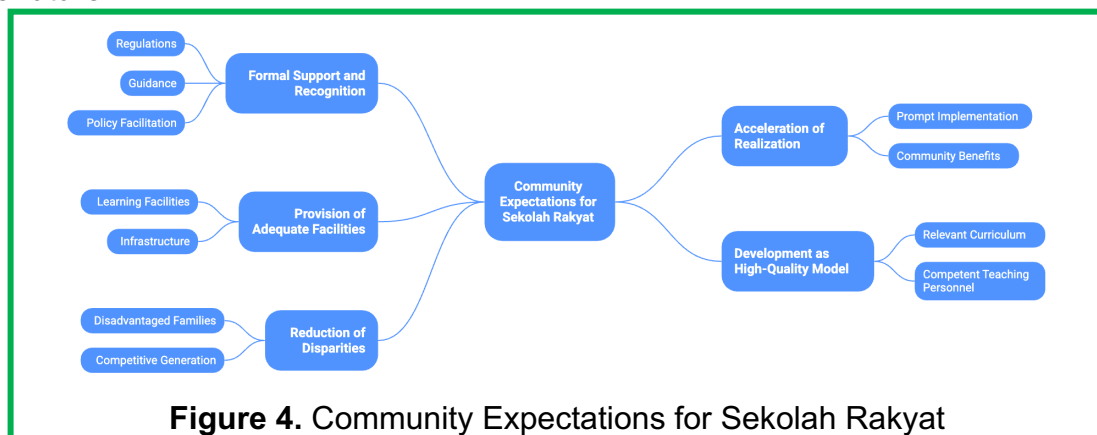 Regulations
Guidance
Policy Facilitation
Formal Support and
Recognition
Learning Facilities
Infrastructure
Provision of
Adequate Facilities
Disadvantaged Families
Competitive Generation
Reduction of
Disparities
Community
Expectations for
Sekolah Rakyat
Acceleration of
Realization
Prompt Implementation
Community Benefits
Development as
High-Quality Model
Relevant Curriculum
Competent Teaching
Personnel
Figure 4. Community Expectations for Sekolah Rakyat